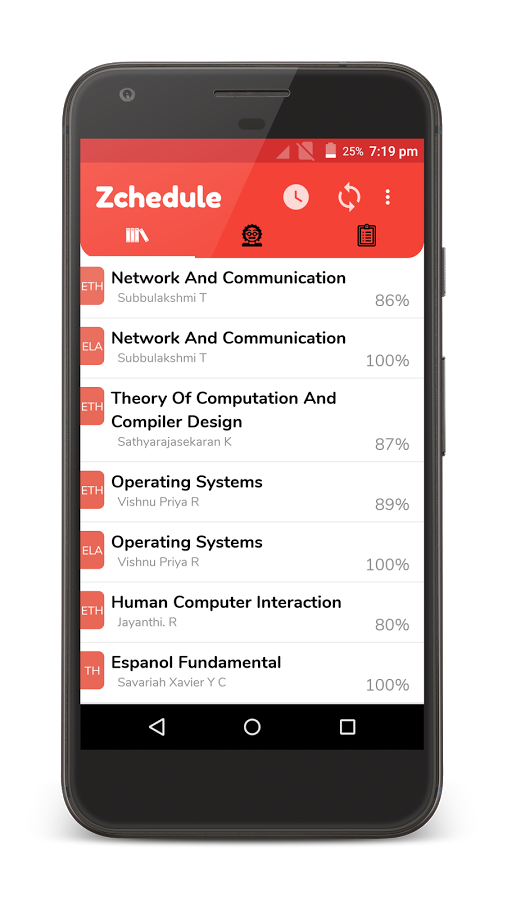 25% 7:19 pm
Zchedule
ETH Network And Communication
Subbulakshmi T
86%
ELA Network And Communication
Subbulakshmi T
100%
ETH Theory Of Computation And
Compiler Design
Sathyarajasekaran K
87%
ETH Operating Systems
Vishnu Priya R
89%
ELA Operating Systems
Vishnu Priya R
100%
ETH Human Computer Interaction
Jayanthi. R
80%
TH Espanol Fundamental
Savariah Xavier Y C
100%